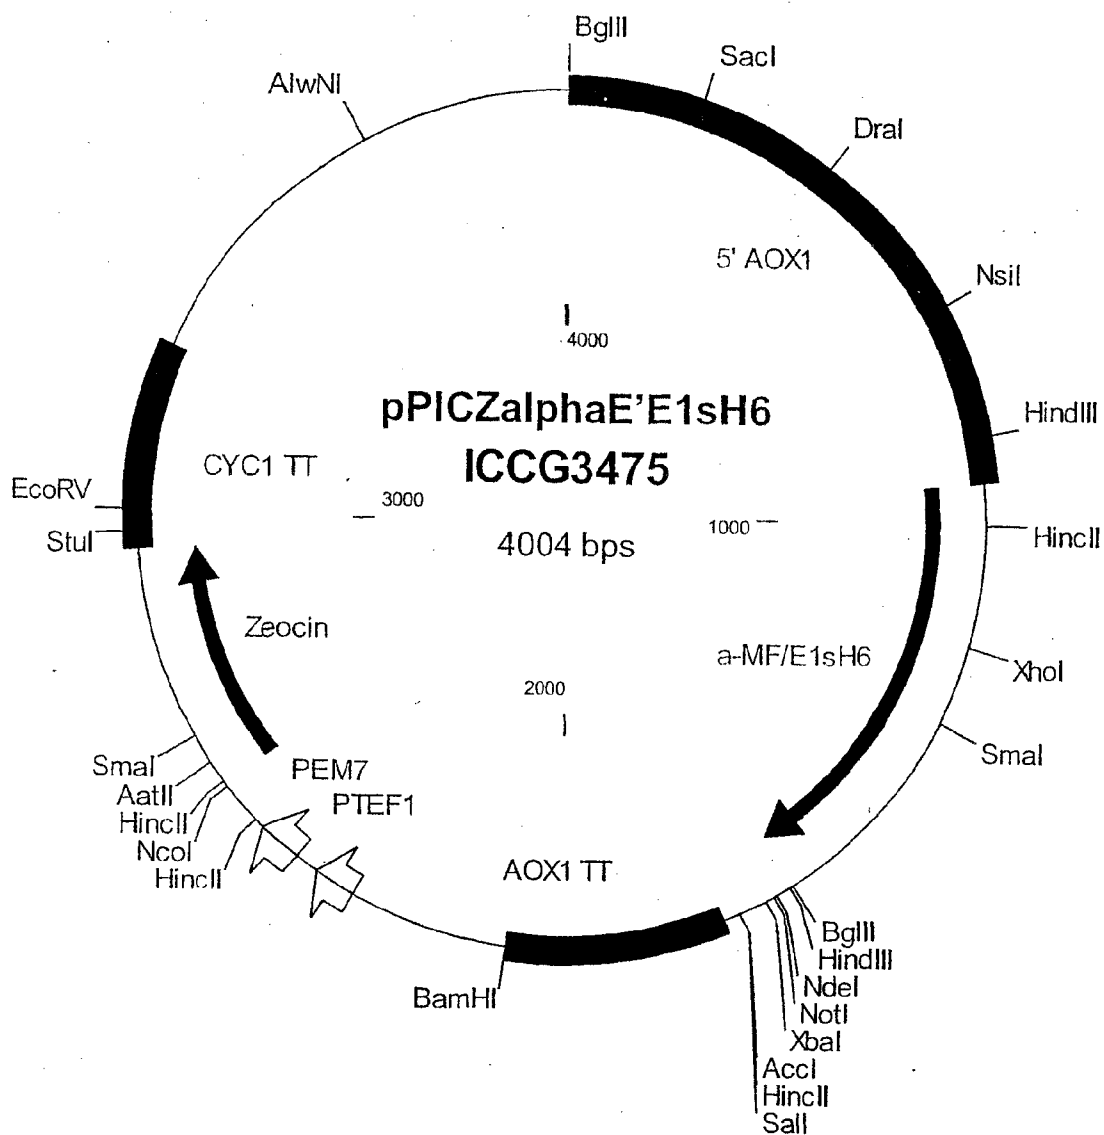 BglII
SacI
AlwNI
DraI
5' AOX1
NsiI
4000
pPICZalphaE'E1sH6
HindIII
ICCG3475
CYC1 TT
EcoRV
3000
1000
HincII
StuI
4004 bps
Zeocin
a-MF/E1sH6
XhoI
2000
SmaI
SmaI
PEM7
AatII
PTEF1
HincII
NcoI
HincII
AOX1 TT
BglII
HindIII
NdeI
BamHI
NotI
XbaI
AccI
HincII
SalI